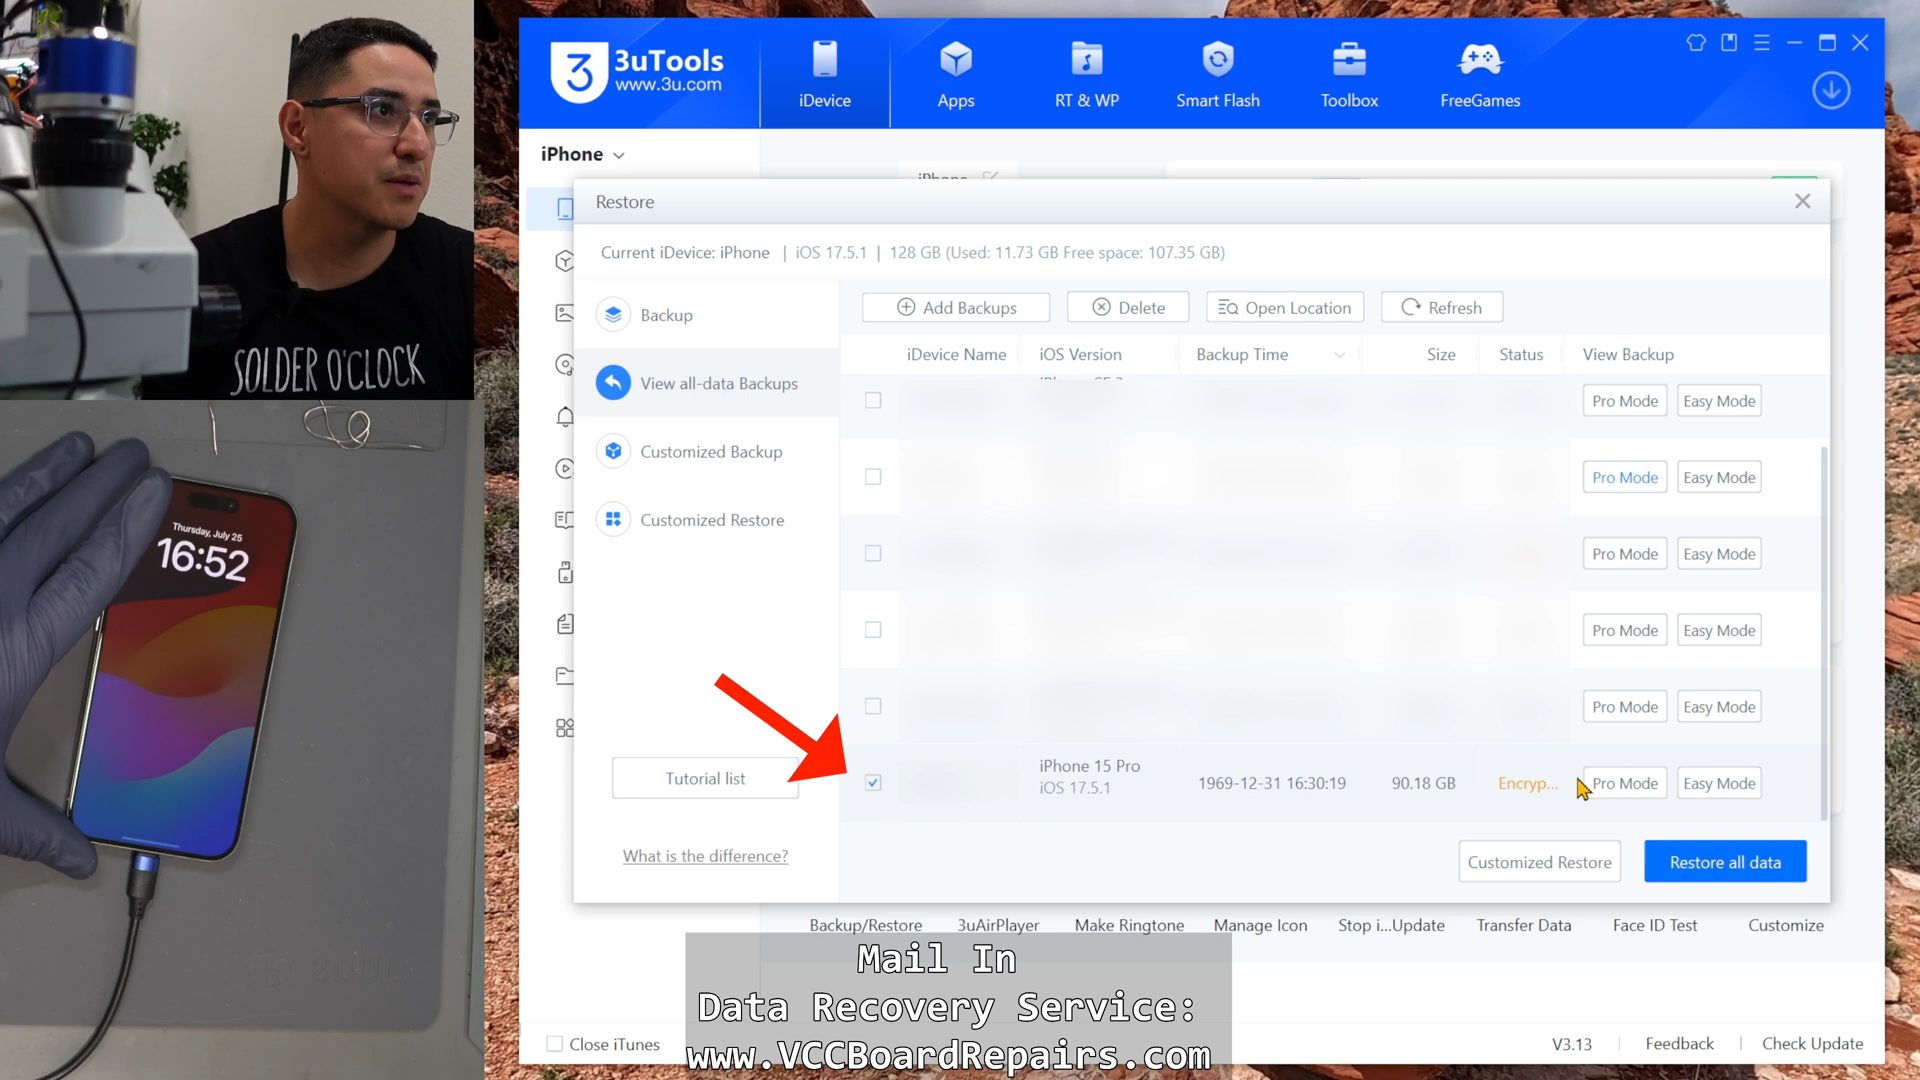 3uTools
www.3u.com
iDevice
Apps
RT & WP
Smart Flash
Toolbox
FreeGames
iPhone
iPhone
Restore
Current iDevice: iPhone | iOS 17.5.1 | 128 GB (Used: 11.73 GB Free space: 107.35 GB)
Backup
View all-data Backups
Customized Backup
Customized Restore
Tutorial list
What is the difference?
Add Backups
Delete
Open Location
Refresh
iDevice Name
iOS Version
Backup Time
Size
Status
View Backup
Pro Mode Easy Mode
Pro Mode Easy Mode
Pro Mode Easy Mode
Pro Mode Easy Mode
Pro Mode Easy Mode
iPhone 15 Pro
iOS 17.5.1
1969-12-31 16:30:19
90.18 GB
Encryp...
Pro Mode Easy Mode
Customized Restore
Restore all data
Backup/Restore
3uAirPlayer
Make Ringtone
Manage Icon
Stop i...Update
Transfer Data
Face ID Test
Customize
Close iTunes
V3.13
Feedback
Check Update
Mail In
Data Recovery Service:
www.VCCBoardRepairs.com
SOLDER O'CLOCK
Thursday, July 25
16:52